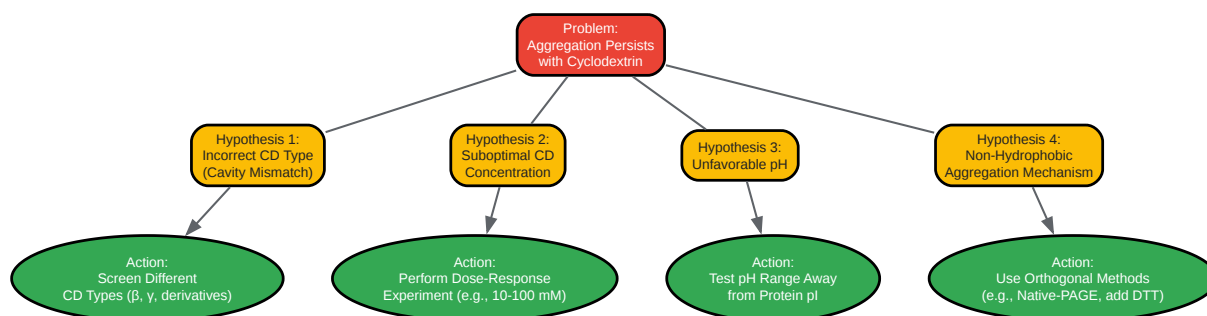 Problem:
Aggregation Persists
with Cyclodextrin
Hypothesis 1:
Incorrect CD Type
(Cavity Mismatch)
Hypothesis 2:
Suboptimal CD
Concentration
Hypothesis 3:
Unfavorable pH
Hypothesis 4:
Non-Hydrophobic
Aggregation Mechanism
Action:
Screen Different
CD Types (β, γ, derivatives)
Action:
Perform Dose-Response
Experiment (e.g., 10-100 mM)
Action:
Test pH Range Away
from Protein pI
Action:
Use Orthogonal Methods
(e.g., Native-PAGE, add DTT)